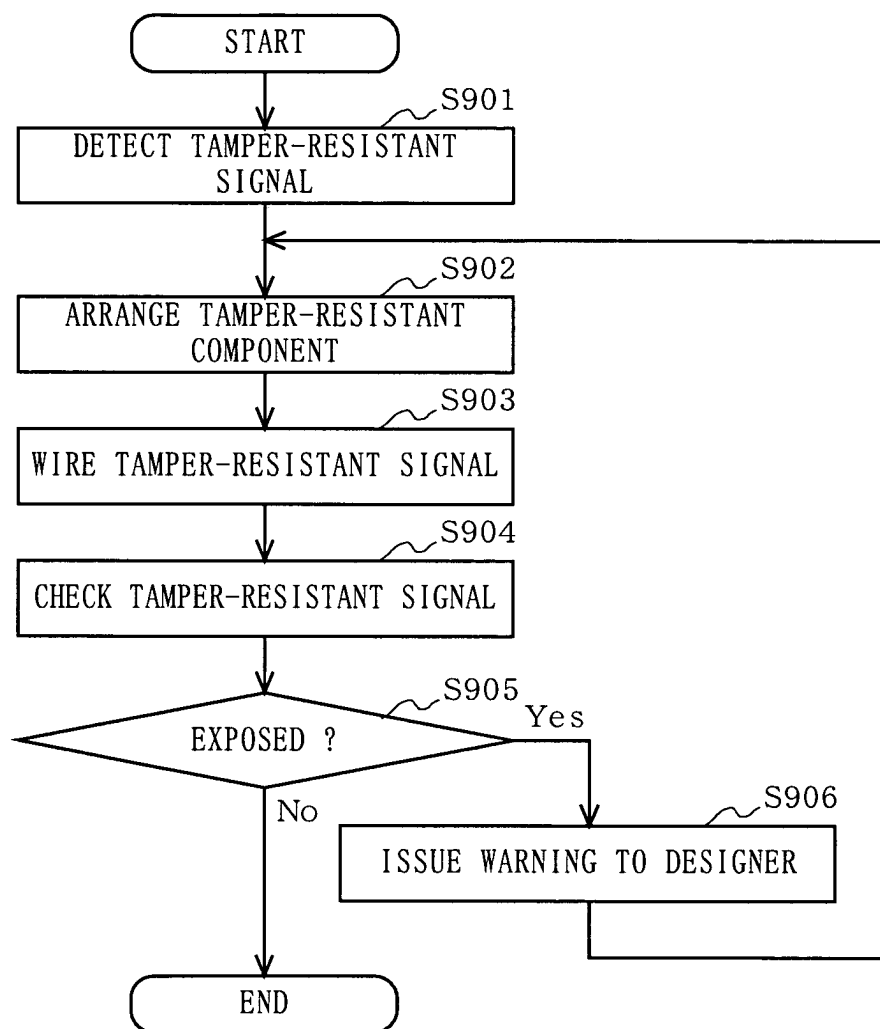 START
S901
DETECT TAMPER-RESISTANT
SIGNAL
S902
ARRANGE TAMPER-RESISTANT
COMPONENT
S903
WIRE TAMPER-RESISTANT SIGNAL
S904
CHECK TAMPER-RESISTANT SIGNAL
S905
EXPOSED ?
Yes
No
S906
ISSUE WARNING TO DESIGNER
END